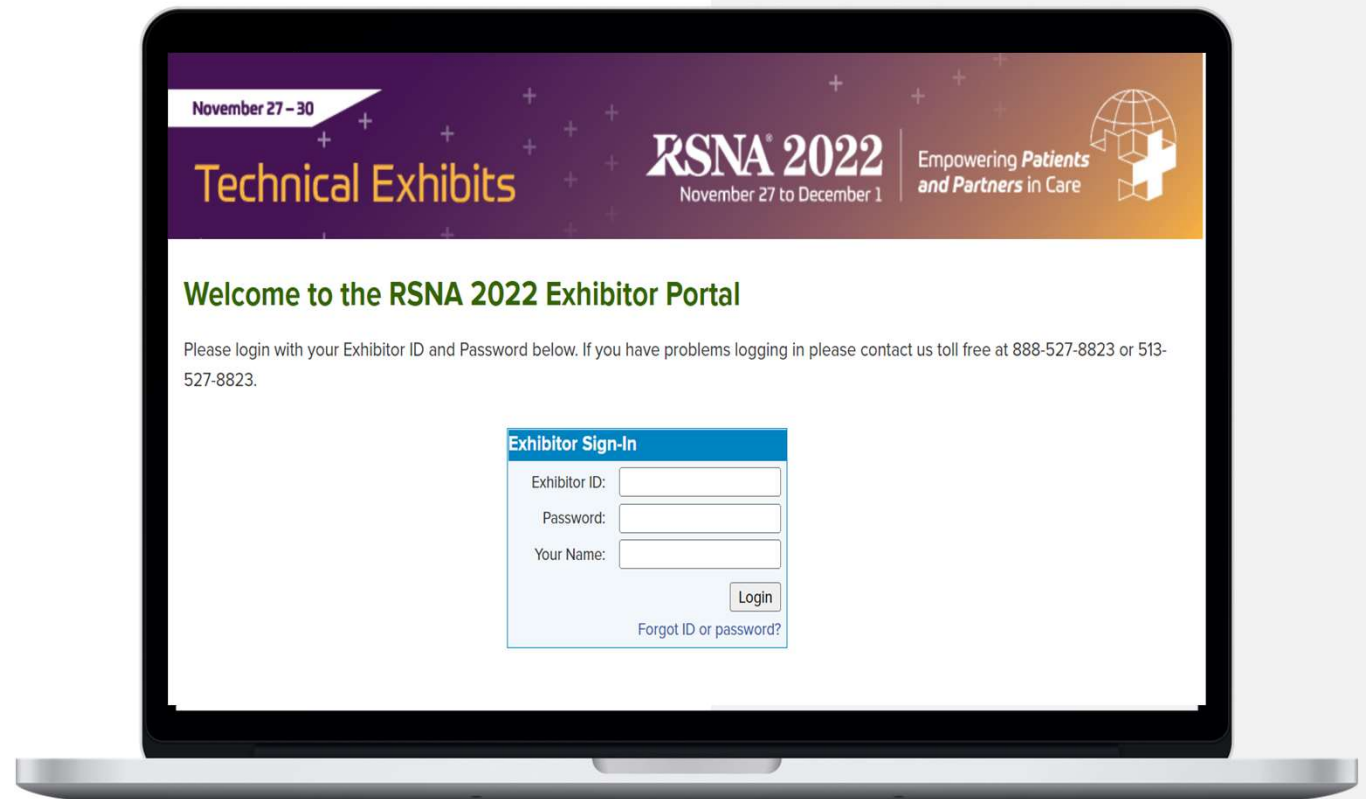 November 27 – 30
Technical Exhibits
RSNA® 2022
November 27 to December 1
Empowering Patients
and Partners in Care
Welcome to the RSNA 2022 Exhibitor Portal
Please login with your Exhibitor ID and Password below. If you have problems logging in please contact us toll free at 888-527-8823 or 513-
527-8823.
Exhibitor Sign-In
Exhibitor ID:
Password:
Your Name:
Login
Forgot ID or password?